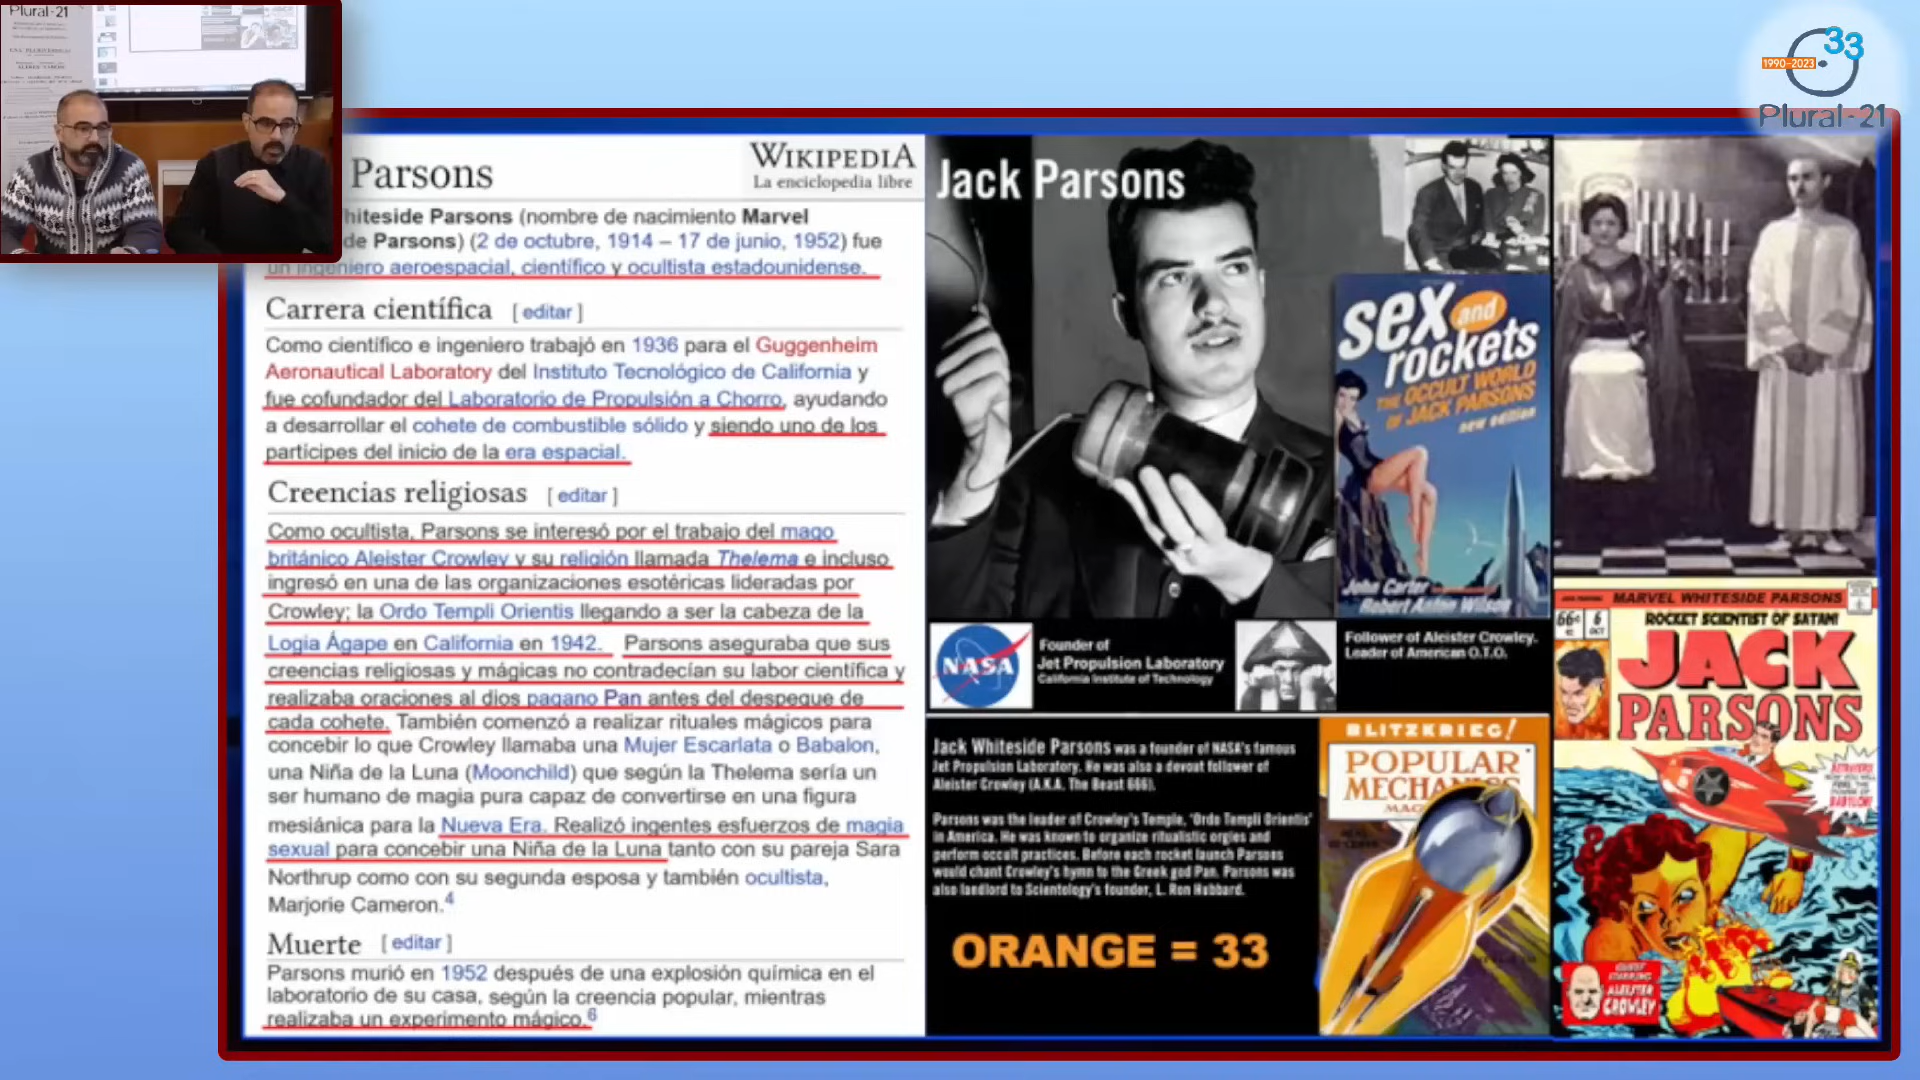 Plural-21
33
1990-2023
Plural-21
Parsons
WIKIPEDIA
La enciclopedia libre
hiteside Parsons (nombre de nacimiento Marvel
de Parsons) (2 de octubre, 1914 – 17 de junio, 1952) fue
un ingeniero aeroespacial, científico y ocultista estadounidense.
Carrera científica [ editar ]
Como científico e ingeniero trabajó en 1936 para el Guggenheim
Aeronautical Laboratory del Instituto Tecnológico de California y
fue cofundador del Laboratorio de Propulsión a Chorro, ayudando
a desarrollar el cohete de combustible sólido y siendo uno de los
partícipes del inicio de la era espacial.
Creencias religiosas [ editar ]
Como ocultista, Parsons se interesó por el trabajo del mago
británico Aleister Crowley y su religión llamada Thelema e incluso
ingresó en una de las organizaciones esotéricas lideradas por
Crowley; la Ordo Templi Orientis llegando a ser la cabeza de la
Logia Ágape en California en 1942. Parsons aseguraba que sus
creencias religiosas y mágicas no contradecían su labor científica y
realizaba oraciones al dios pagano Pan antes del despegue de
cada cohete. También comenzó a realizar rituales mágicos para
concebir lo que Crowley llamaba una Mujer Escarlata o Babalon,
una Niña de la Luna (Moonchild) que según la Thelema sería un
ser humano de magia pura capaz de convertirse en una figura
mesiánica para la Nueva Era. Realizó ingentes esfuerzos de magia
sexual para concebir una Niña de la Luna tanto con su pareja Sara
Northrup como con su segunda esposa y también ocultista,
Marjorie Cameron.4
Muerte [ editar ]
Parsons murió en 1952 después de una explosión química en el
laboratorio de su casa, según la creencia popular, mientras
realizaba un experimento mágico.6
Jack Parsons
sex and
rockets
THE OCCULT WORLD
OF JACK PARSONS
new edition
John Carter
Robert Anton Wilson
NASA
Founder of
Jet Propulsion Laboratory
California Institute of Technology
Follower of Aleister Crowley.
Leader of American O.T.O.
Jack Whiteside Parsons was a founder of NASA's famous
Jet Propulsion Laboratory. He was also a devout follower of
Aleister Crowley (A.K.A. The Beast 666).
Parsons was the leader of Crowley's Temple, 'Ordo Templi Orientis'
in America. He was known to organize ritualistic orgies and
perform occult practices. Before each rocket launch Parsons
would chant Crowley's hymn to the Greek god Pan. Parsons was
also landlord to Scientology's founder, L. Ron Hubbard.
ORANGE = 33
BLITZKRIEG!
POPULAR
MECHANICS
MARVEL WHITESIDE PARSONS
ROCKET SCIENTIST OF SATAN!
66¢ 6
OCT
JACK
PARSONS
GUEST
STARRING
ALEISTER
CROWLEY